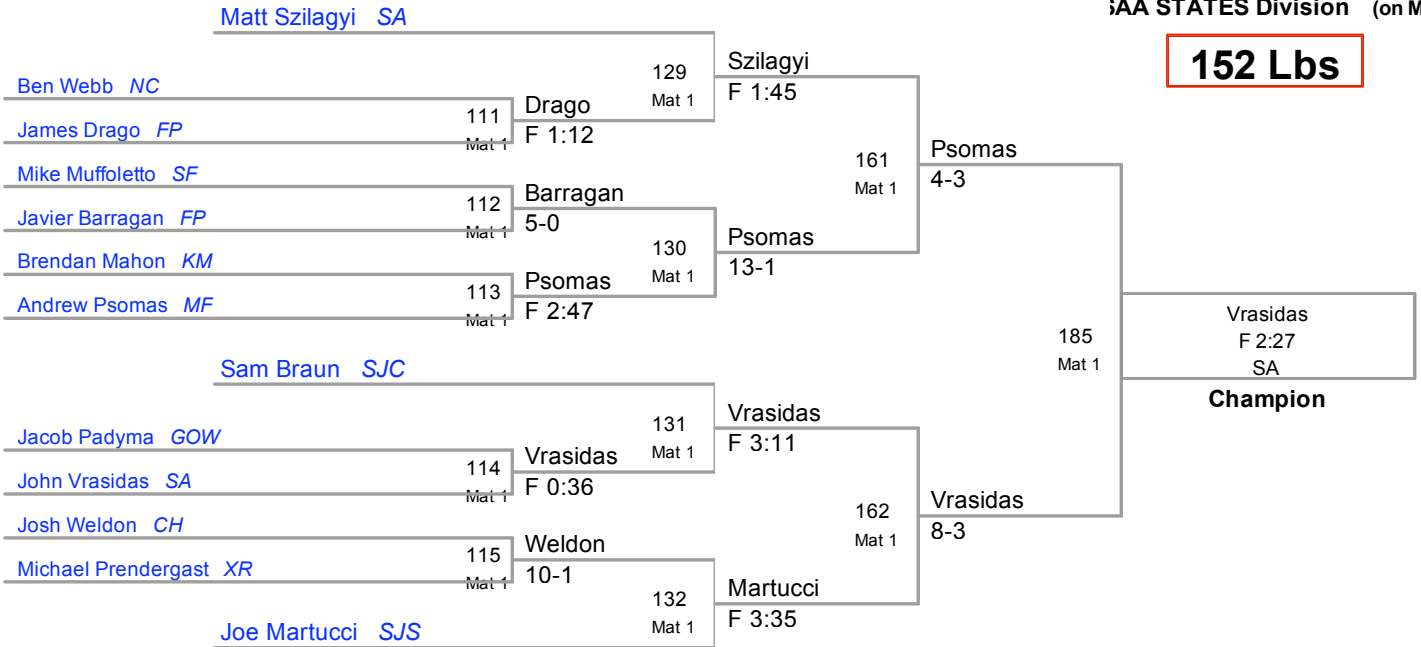 Matt Szilagyi SA
STATES Division (on
152 Lbs
Ben Webb NC
James Drago FP
Mike Muffoletto SF
Javier Barragan FP
Brendan Mahon KM
Andrew Psomas MF
Sam Braun SJC
Jacob Padyma GOW
John Vrasidas SA
Josh Weldon CH
Michael Prendergast XR
Joe Martucci SJS
111
Mat 1
Drago
F 1:12
112
Mat 1
Barragan
5-0
113
Mat 1
Psomas
F 2:47
114
Mat 1
Vrasidas
F 0:36
115
Mat 1
Weldon
10-1
129
Mat 1
Szilagyi
F 1:45
130
Mat 1
Psomas
13-1
131
Mat 1
Vrasidas
F 3:11
132
Mat 1
Martucci
F 3:35
161
Mat 1
Psomas
4-3
162
Mat 1
Vrasidas
8-3
185
Mat 1
Vrasidas
F 2:27
SA
Champion